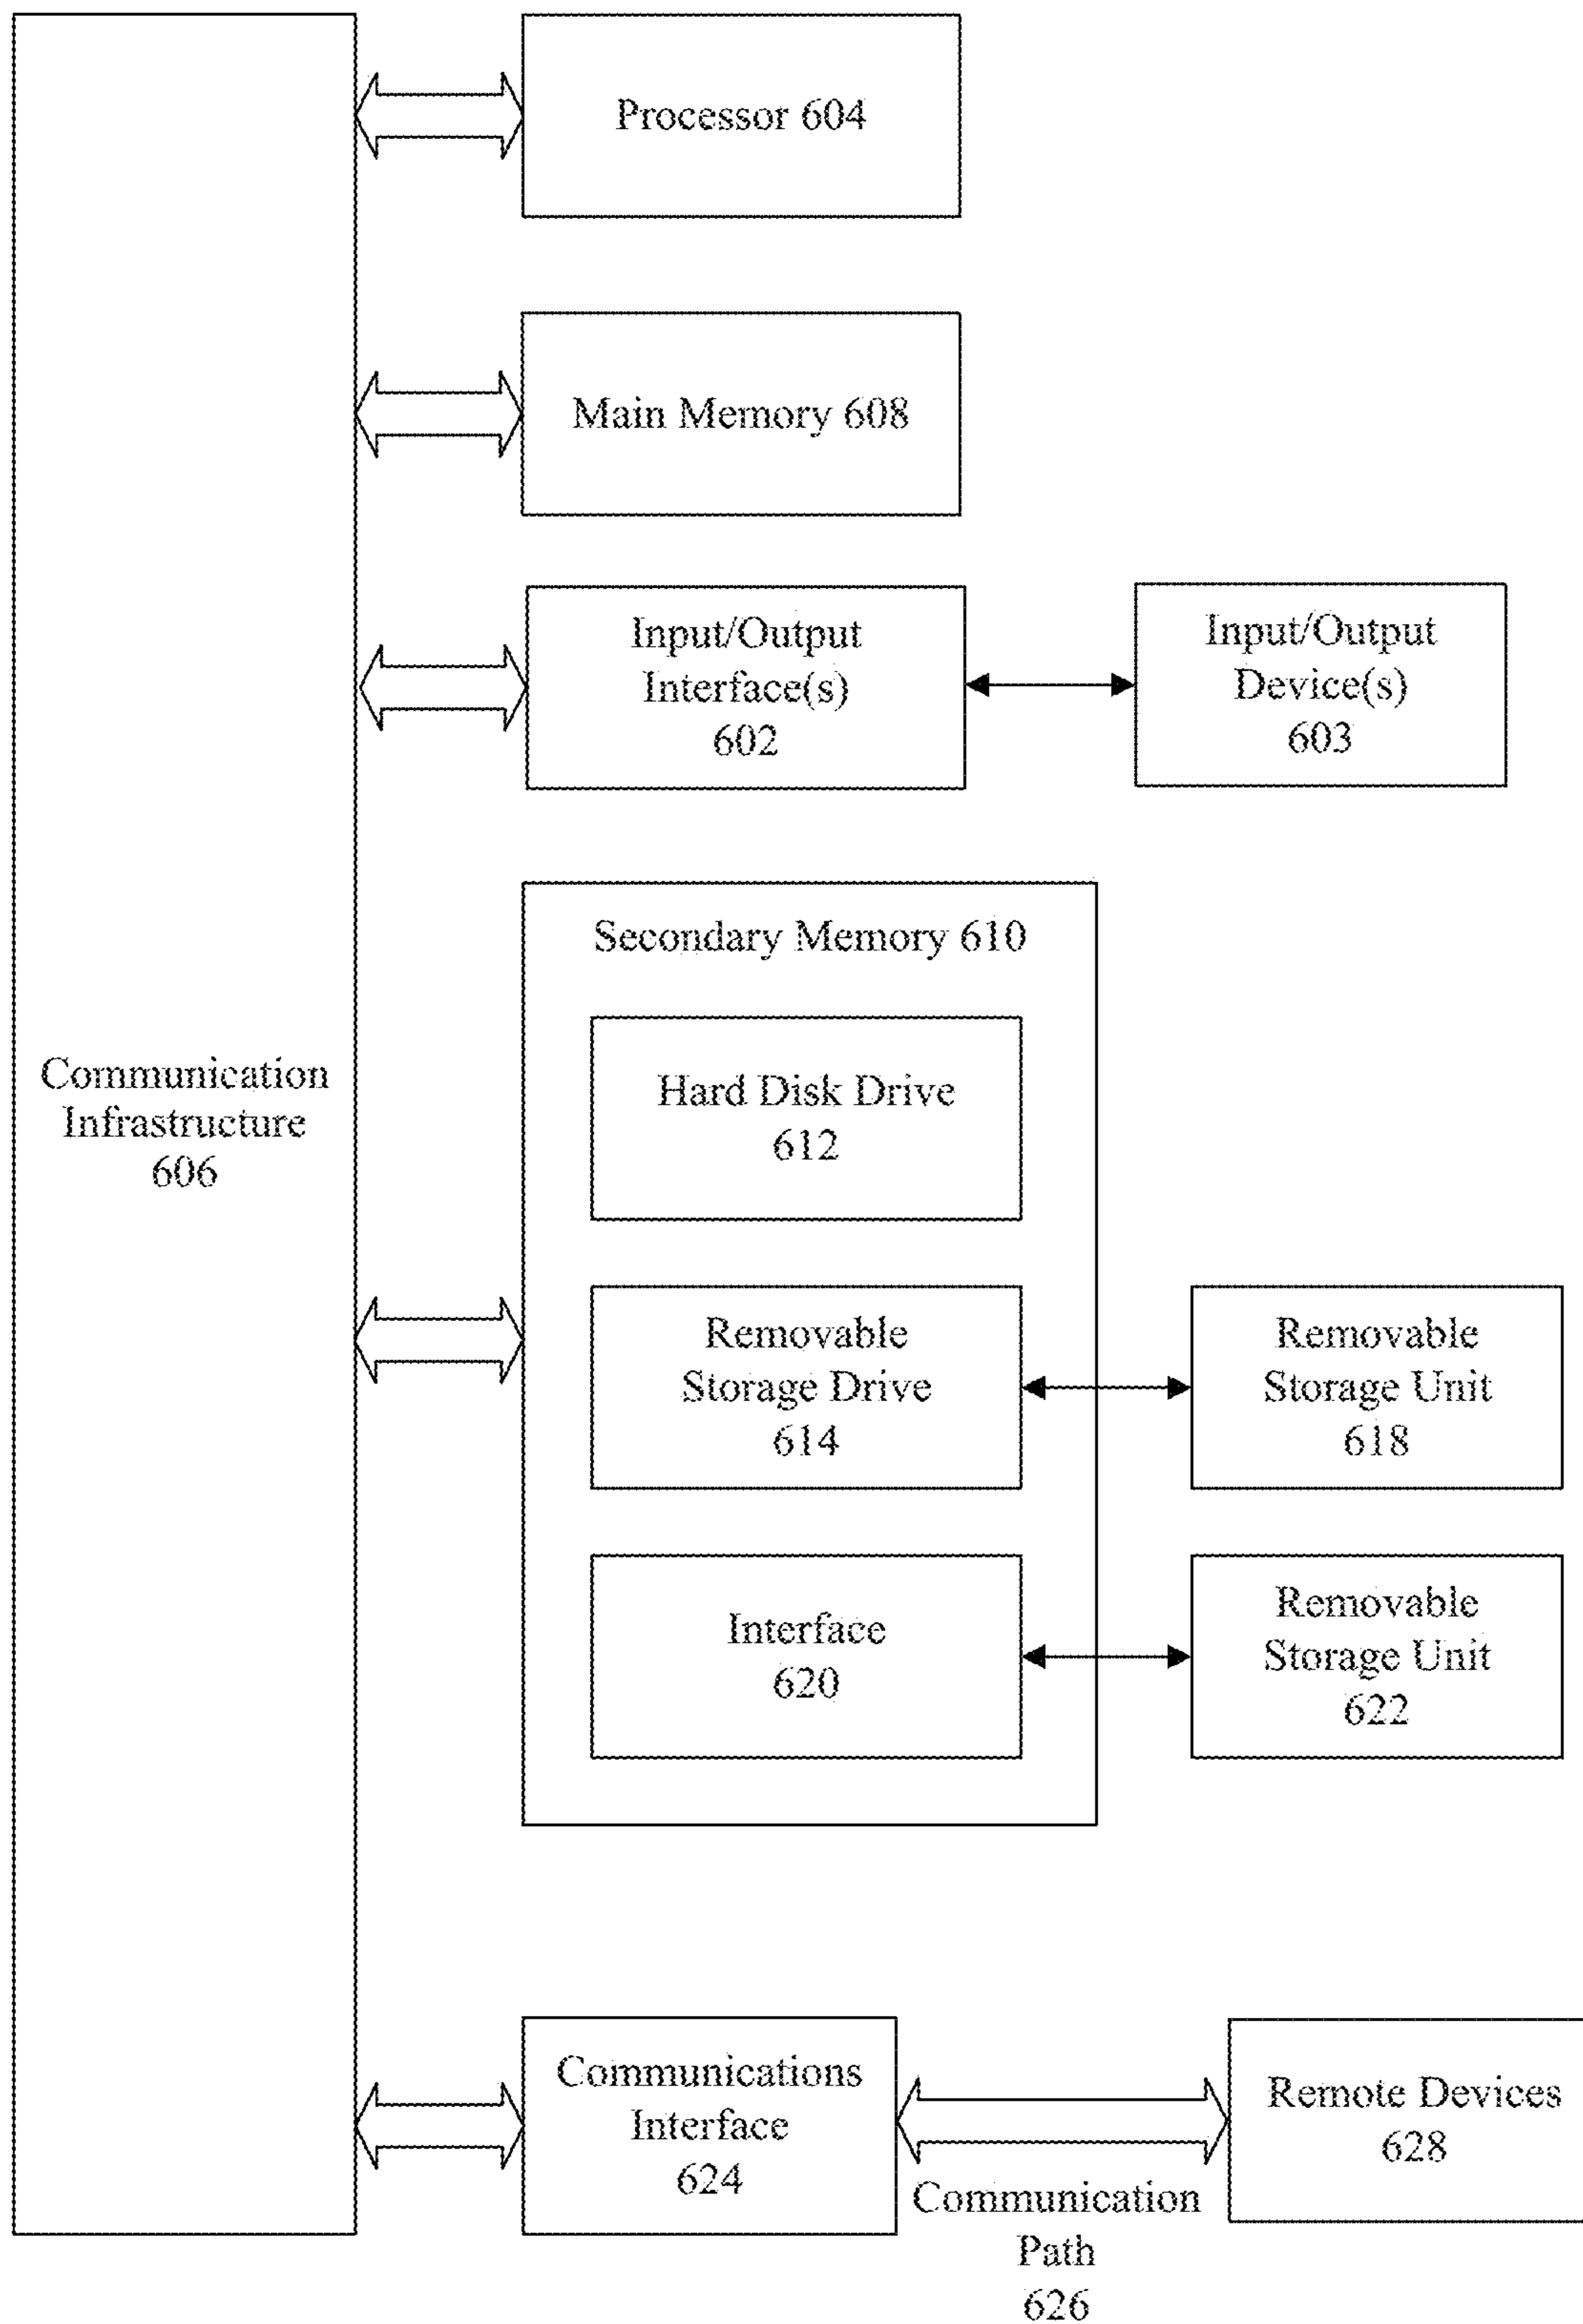 Processor 604
Main Memory 608
Input/Output
Interface(s)
602
Input/Output
Device(s)
603
Secondary Memory 610
Hard Disk Drive
612
Communication
Infrastructure
606
Removable
Storage Drive
614
Removable
Storage Unit
618
Interface
620
Removable
Storage Unit
622
Communications
Interface
624
Remote Devices
628
Communication
Path
626